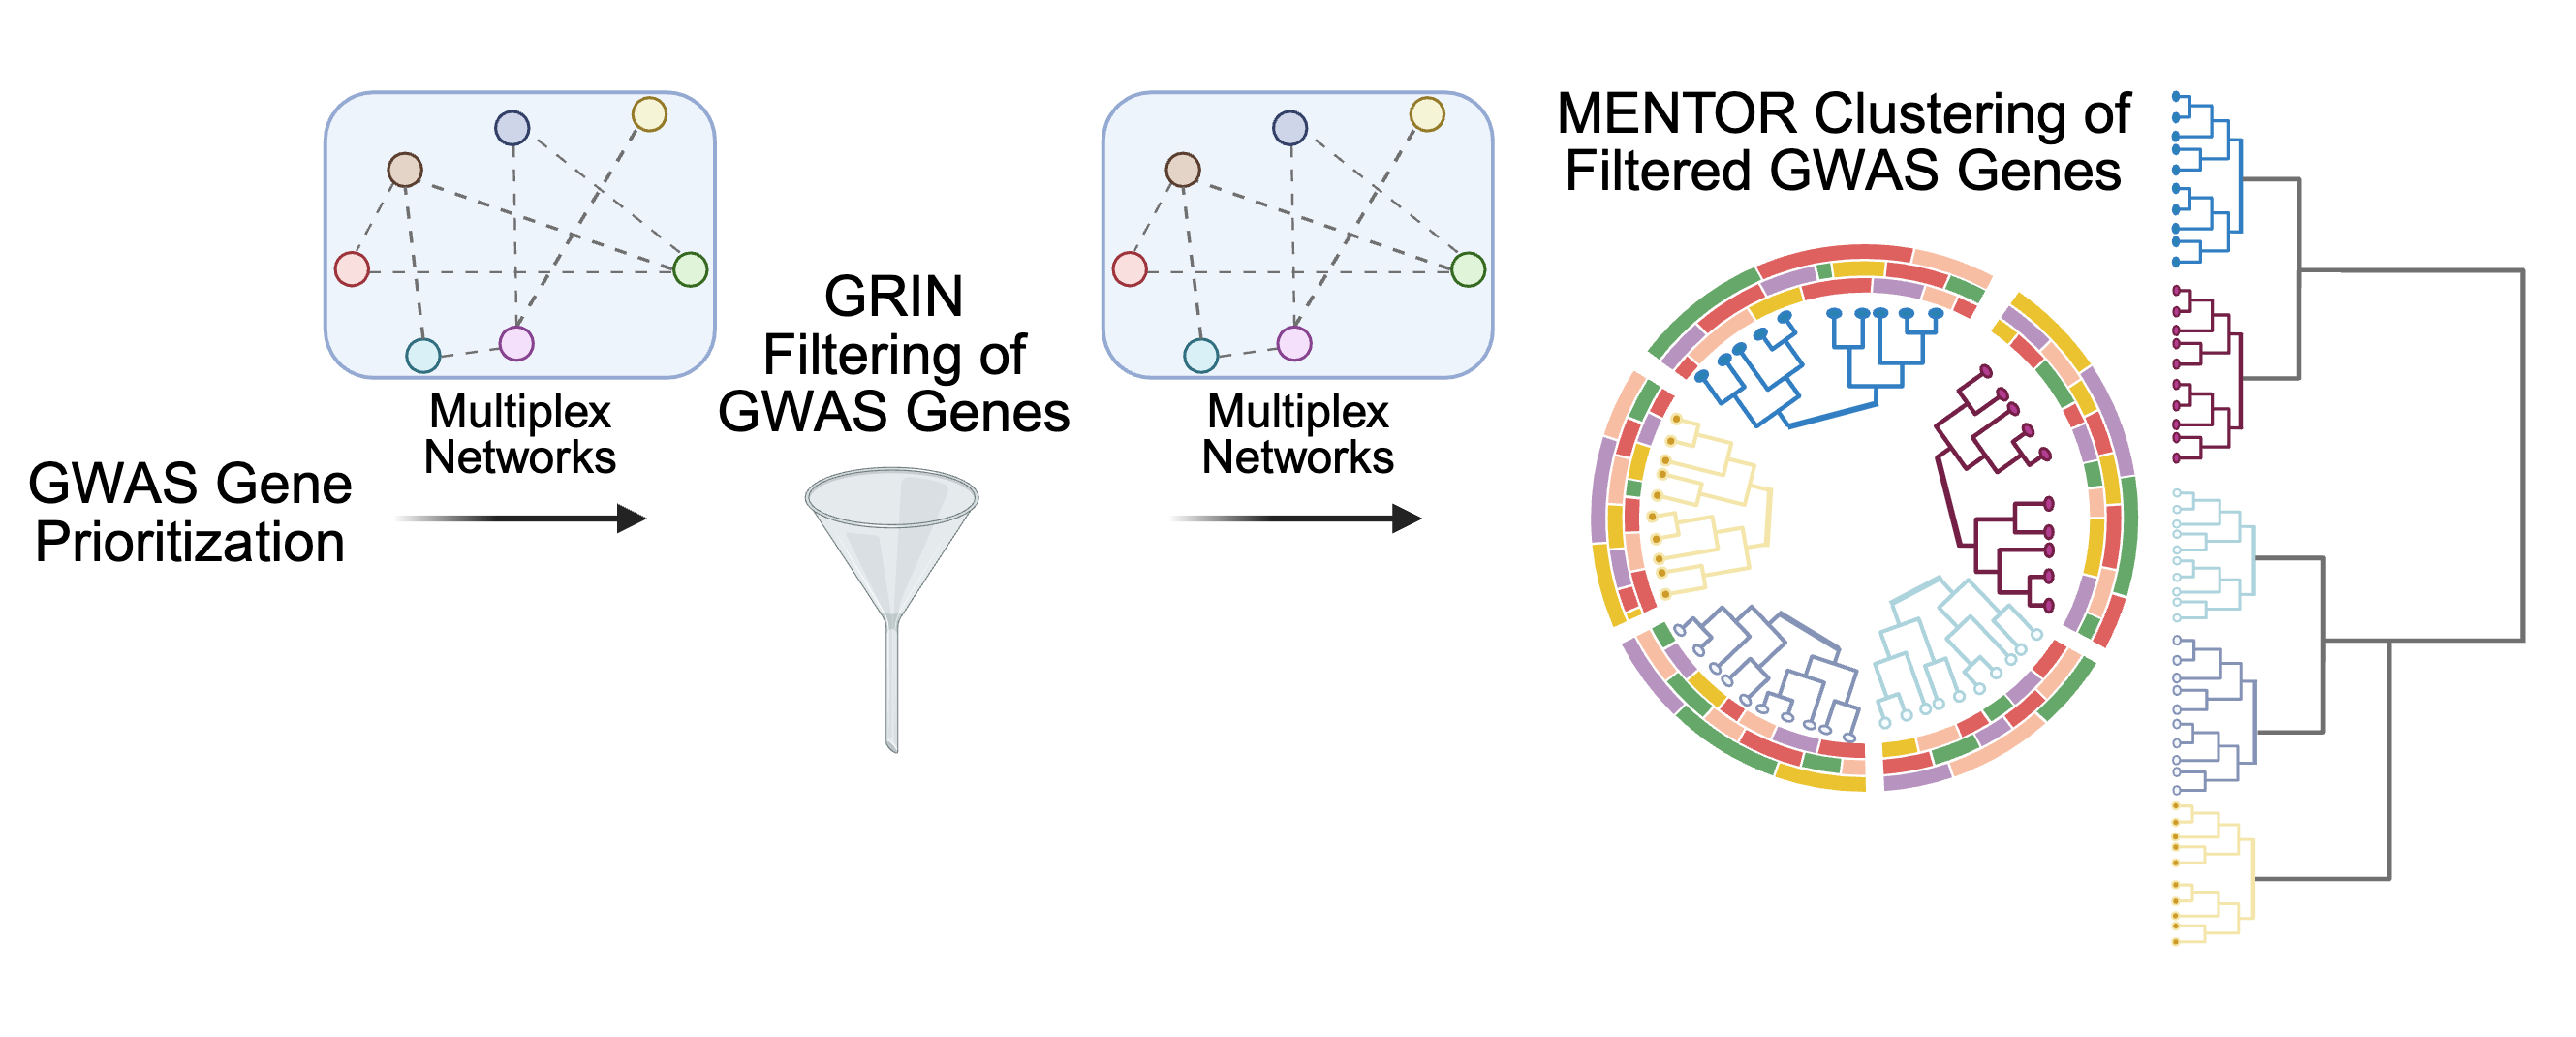 GWAS Gene
Prioritization
Multiplex
Networks
GRIN
Filtering of
GWAS Genes
Multiplex
Networks
MENTOR Clustering of
Filtered GWAS Genes